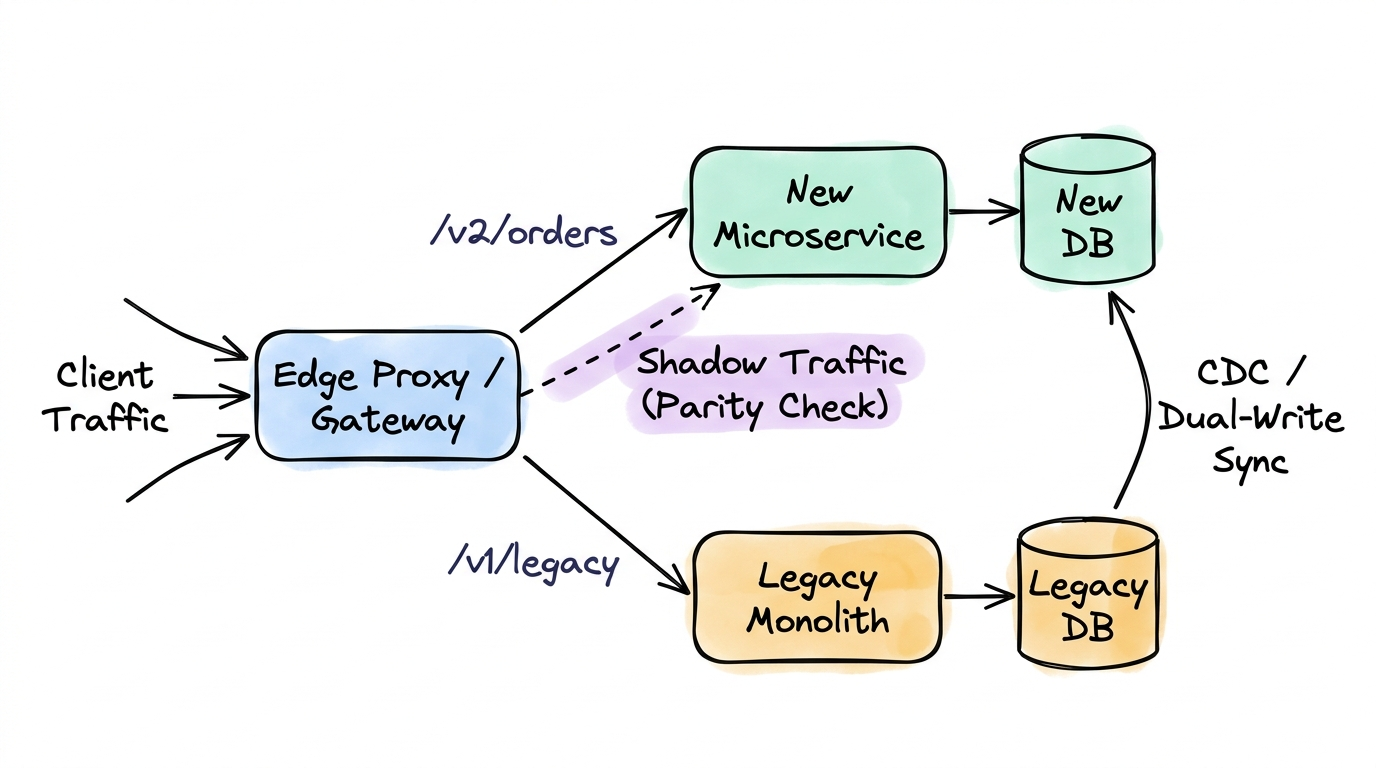 /v2/orders
New
Microservice
New
DB
Client
Traffic
Edge Proxy /
Gateway
Shadow Traffic
(Parity Check)
CDC /
Dual-Write
Sync
/v1/legacy
Legacy
Monolith
Legacy
DB